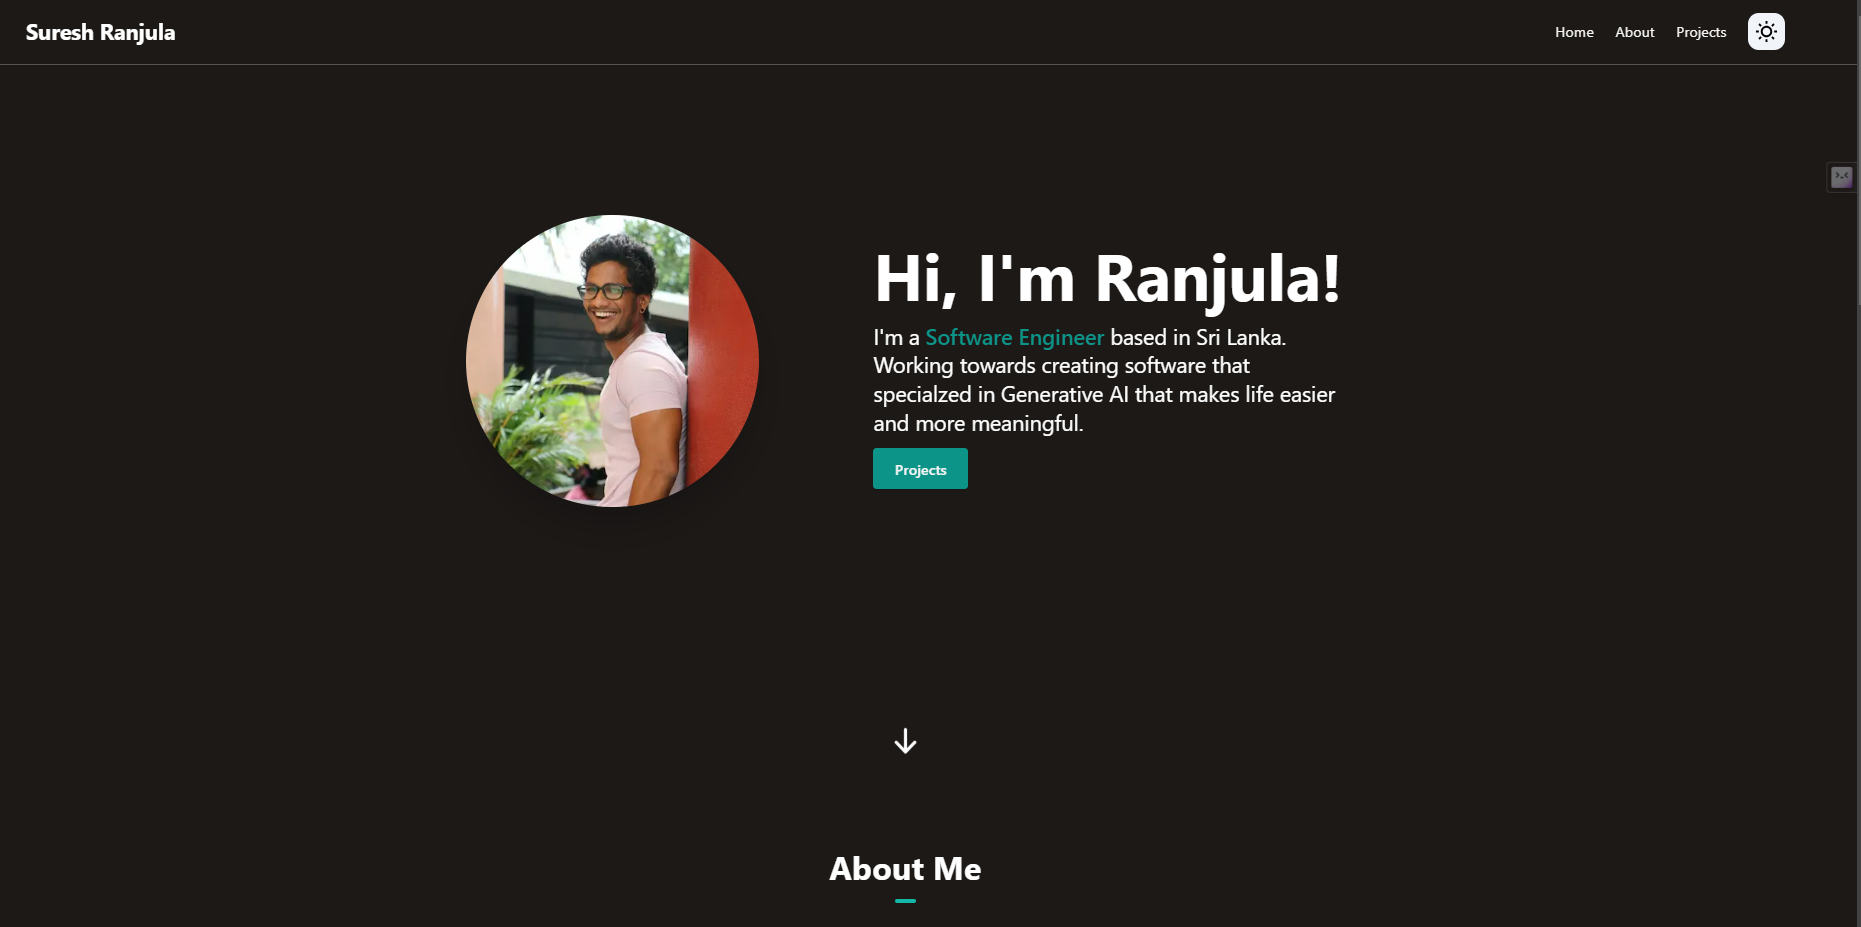 Suresh Ranjula
Home About Projects
Hi, I'm Ranjula!
I'm a Software Engineer based in Sri Lanka.
Working towards creating software that
specialzed in Generative AI that makes life easier
and more meaningful.
Projects
About Me